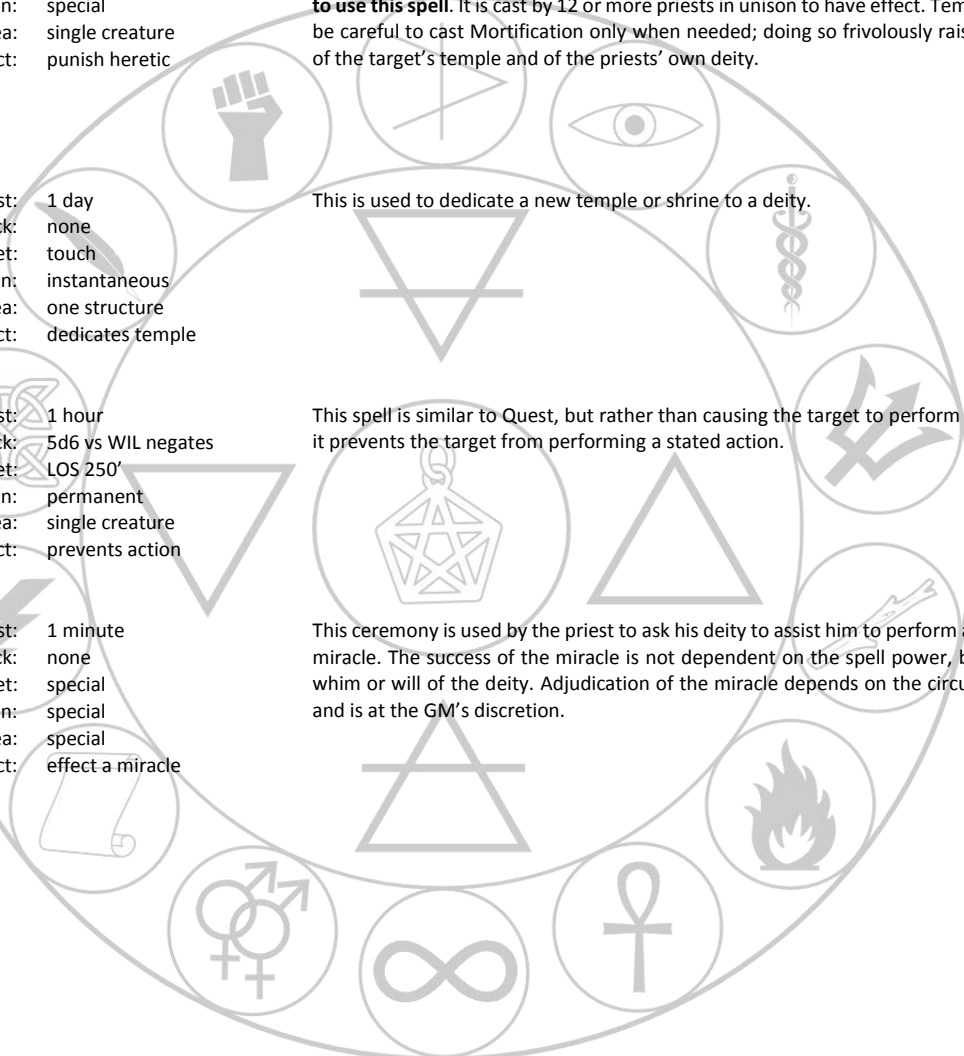 n: special
to use this spell. It is cast by 12 or more priests in unison to have effect. Tem
ea: single creature
be careful to cast Mortification only when needed; doing so frivolously rais
ct: punish heretic
of the target’s temple and of the priests’ own deity.
st: 1 day
This is used to dedicate a new temple or shrine to a deity.
ck: none
et: touch
n: instantaneous
ea: one structure
ct: dedicates temple
st: 1 hour
This spell is similar to Quest, but rather than causing the target to perform
ck: 5d6 vs WIL negates
it prevents the target from performing a stated action.
et: LOS 250’
n: permanent
ea: single creature
ct: prevents action
st: 1 minute
This ceremony is used by the priest to ask his deity to assist him to perform a
ck: none
miracle. The success of the miracle is not dependent on the spell power, b
et: special
whim or will of the deity. Adjudication of the miracle depends on the circu
n: special
and is at the GM’s discretion.
ea: special
ct: effect a miracle